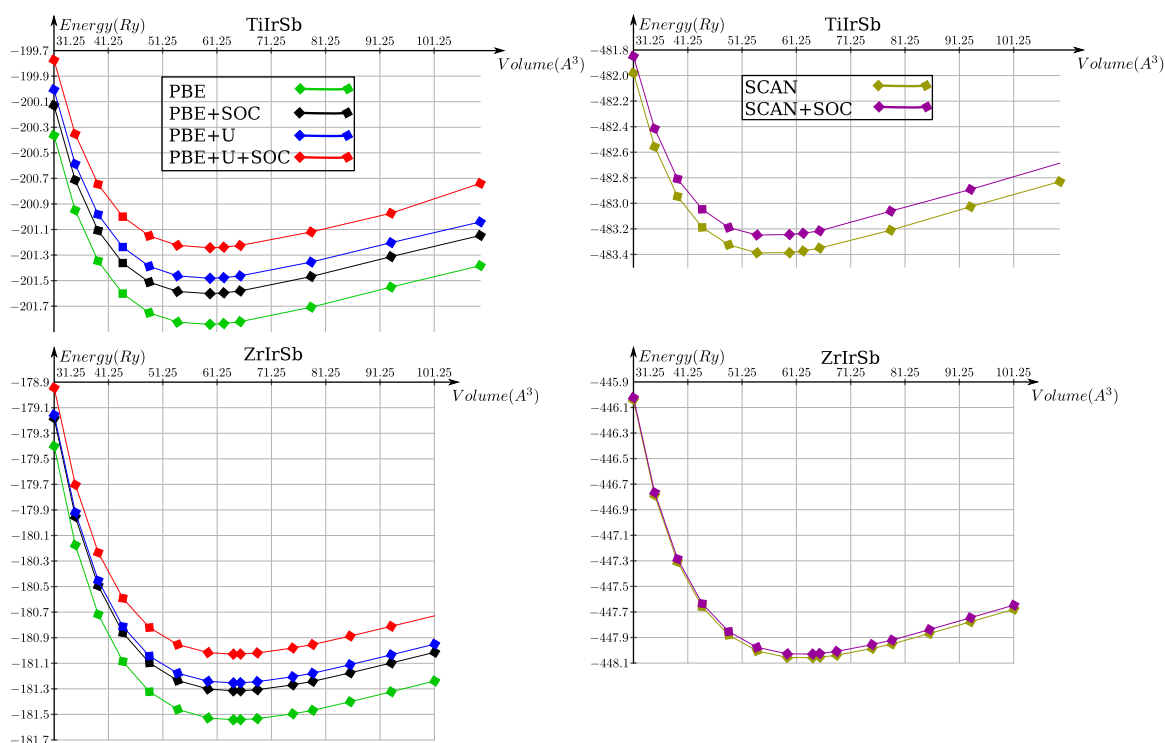 TiIrSb
Energy(Ry)
31.25 41.25 51.25 61.25 71.25 81.25 91.25 101.25
Volume(A³)
−199.7
−199.9
−200.1
−200.3
−200.5
−200.7
−200.9
−201.1
−201.3
−201.5
−201.7
PBE
PBE+SOC
PBE+U
PBE+U+SOC
TiIrSb
Energy(Ry)
31.25 41.25 51.25 61.25 71.25 81.25 91.25 101.25
Volume(A³)
−481.8
−482.0
−482.2
−482.4
−482.6
−482.8
−483.0
−483.2
−483.4
SCAN
SCAN+SOC
ZrIrSb
Energy(Ry)
31.25 41.25 51.25 61.25 71.25 81.25 91.25 101.25
Volume(A³)
−178.9
−179.1
−179.3
−179.5
−179.7
−179.9
−180.1
−180.3
−180.5
−180.7
−180.9
−181.1
−181.3
−181.5
−181.7
ZrIrSb
Energy(Ry)
31.25 41.25 51.25 61.25 71.25 81.25 91.25 101.25
Volume(A³)
−445.9
−446.1
−446.3
−446.5
−446.7
−446.9
−447.1
−447.3
−447.5
−447.7
−447.9
−448.1